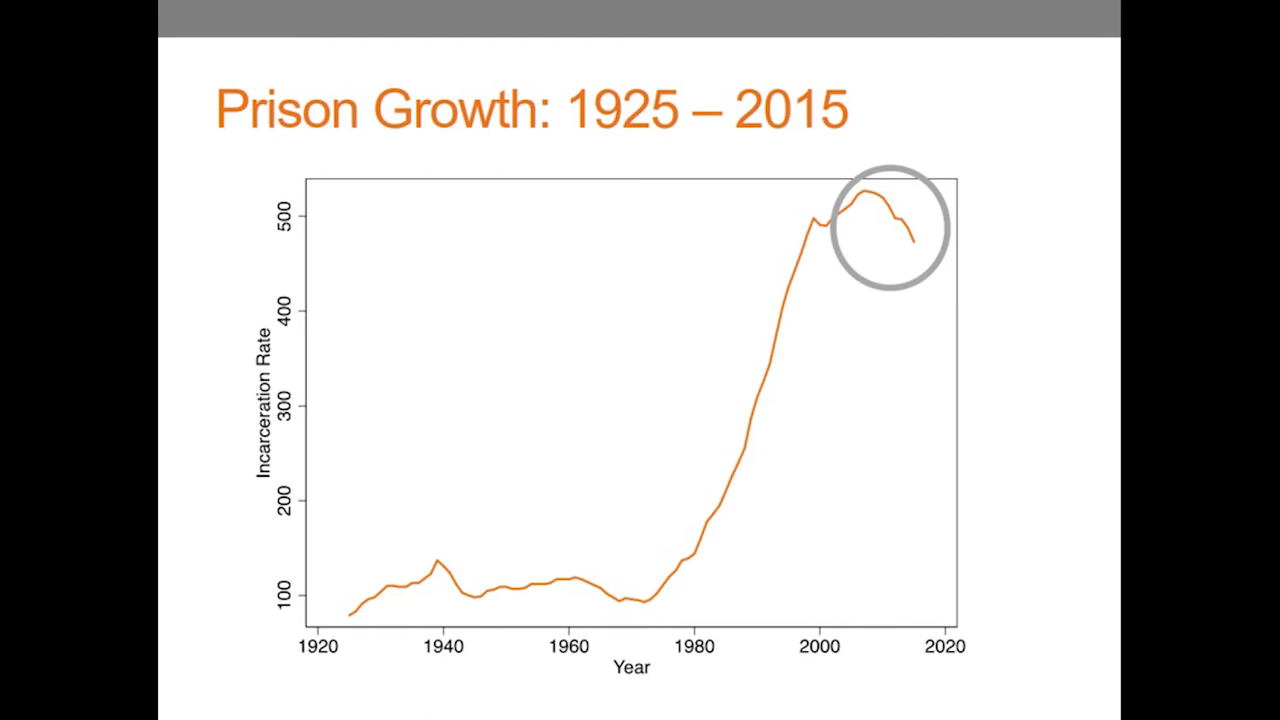 Prison Growth: 1925 – 2015
Incarceration Rate
500
400
300
200
100
1920 1940 1960 1980 2000 2020
Year